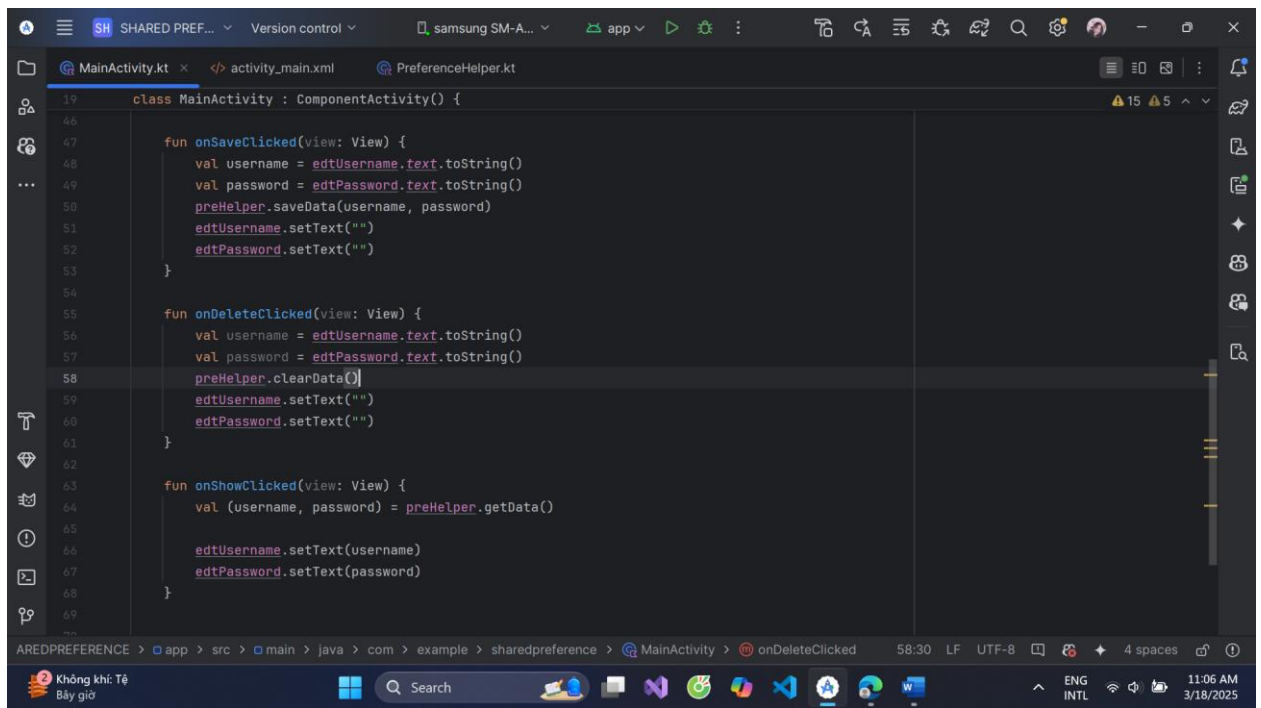 SH SHARED PREF... Version control samsung SM-A... app
MainActivity.kt activity_main.xml PreferenceHelper.kt
19 class MainActivity : ComponentActivity() { 15 5
46
47 fun onSaveClicked(view: View) {
48 val username = edtUsername.text.toString()
49 val password = edtPassword.text.toString()
50 preHelper.saveData(username, password)
51 edtUsername.setText("")
52 edtPassword.setText("")
53 }
54
55 fun onDeleteClicked(view: View) {
56 val username = edtUsername.text.toString()
57 val password = edtPassword.text.toString()
58 preHelper.clearData()
59 edtUsername.setText("")
60 edtPassword.setText("")
61 }
62
63 fun onShowClicked(view: View) {
64 val (username, password) = preHelper.getData()
65
66 edtUsername.setText(username)
67 edtPassword.setText(password)
68 }
69
AREDPREFERENCE > app > src > main > java > com > example > sharedpreference > MainActivity > onDeleteClicked 58:30 LF UTF-8 4 spaces
2 Không khí: Tệ
Bây giờ
Search
ENG
INTL
11:06 AM
3/18/2025